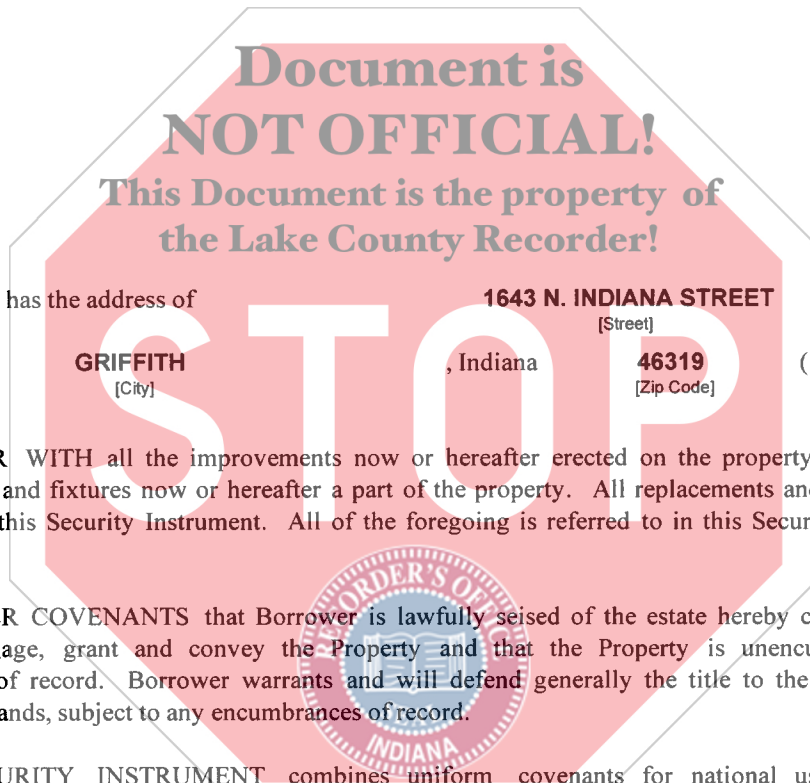 Document is
NOT OFFICIAL!
This Document is the property of
the Lake County Recorder!
has the address of 1643 N. INDIANA STREET
[Street]
GRIFFITH , Indiana 46319 (
[City] [Zip Code]
STOP
R WITH all the improvements now or hereafter erected on the property
and fixtures now or hereafter a part of the property. All replacements and
this Security Instrument. All of the foregoing is referred to in this Secur
RECORDER'S OFFICE
R COVENANTS that Borrower is lawfully seised of the estate hereby c
age, grant and convey the Property and that the Property is unencu
of record. Borrower warrants and will defend generally the title to the
ands, subject to any encumbrances of record.
INDIANA
URITY INSTRUMENT combines uniform covenants for national us